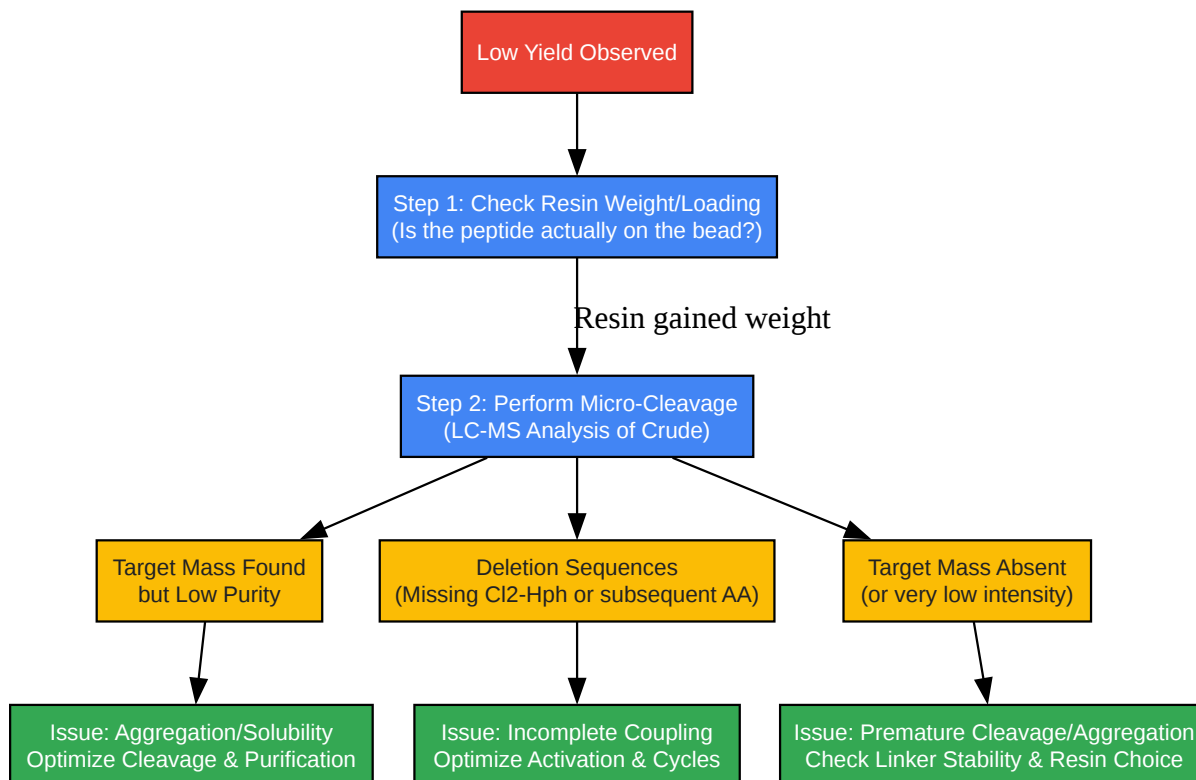 Low Yield Observed
Step 1: Check Resin Weight/Loading
(Is the peptide actually on the bead?)
Resin gained weight
Step 2: Perform Micro-Cleavage
(LC-MS Analysis of Crude)
Target Mass Found
but Low Purity
Deletion Sequences
(Missing Cl2-Hph or subsequent AA)
Target Mass Absent
(or very low intensity)
Issue: Aggregation/Solubility
Optimize Cleavage & Purification
Issue: Incomplete Coupling
Optimize Activation & Cycles
Issue: Premature Cleavage/Aggregation
Check Linker Stability & Resin Choice